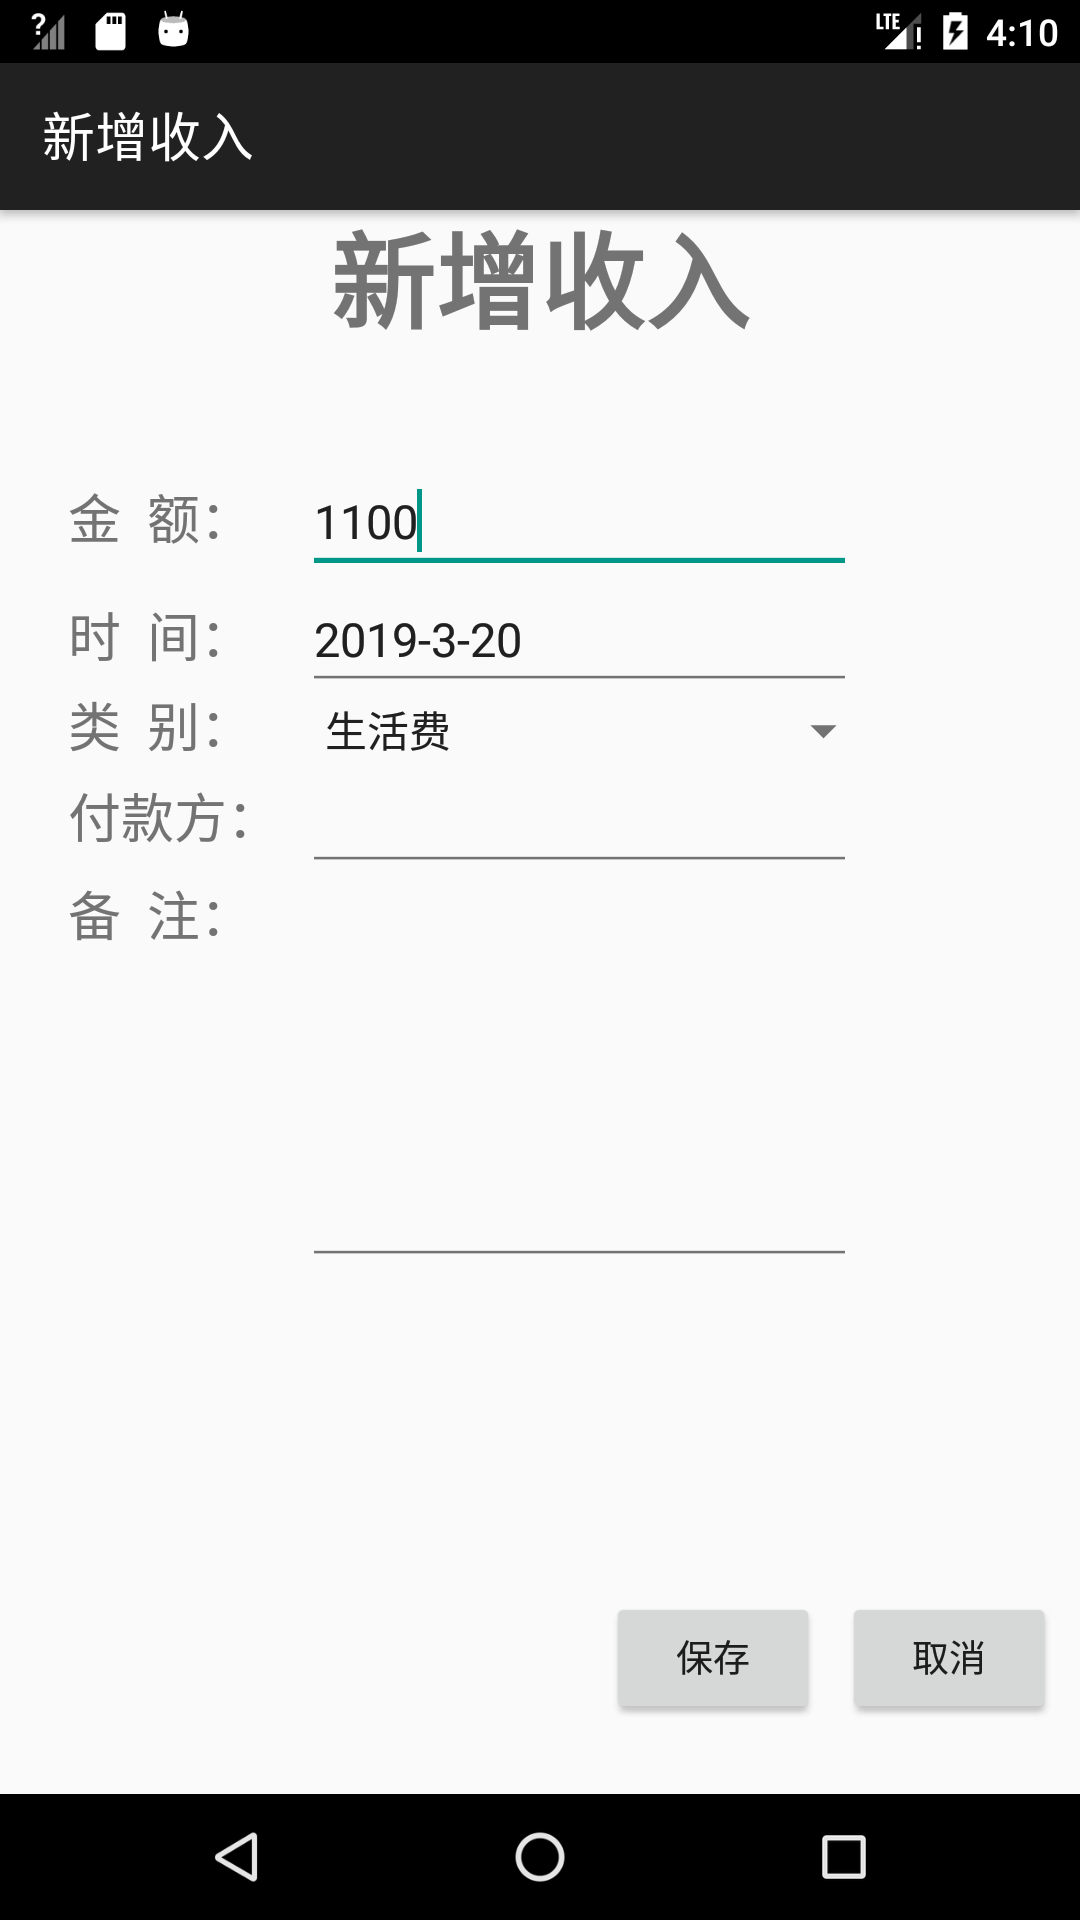 4:10
新增收入
新增收入
金 额： 1100
时 间： 2019-3-20
类 别： 生活费
付款方：
备 注：
保存 取消